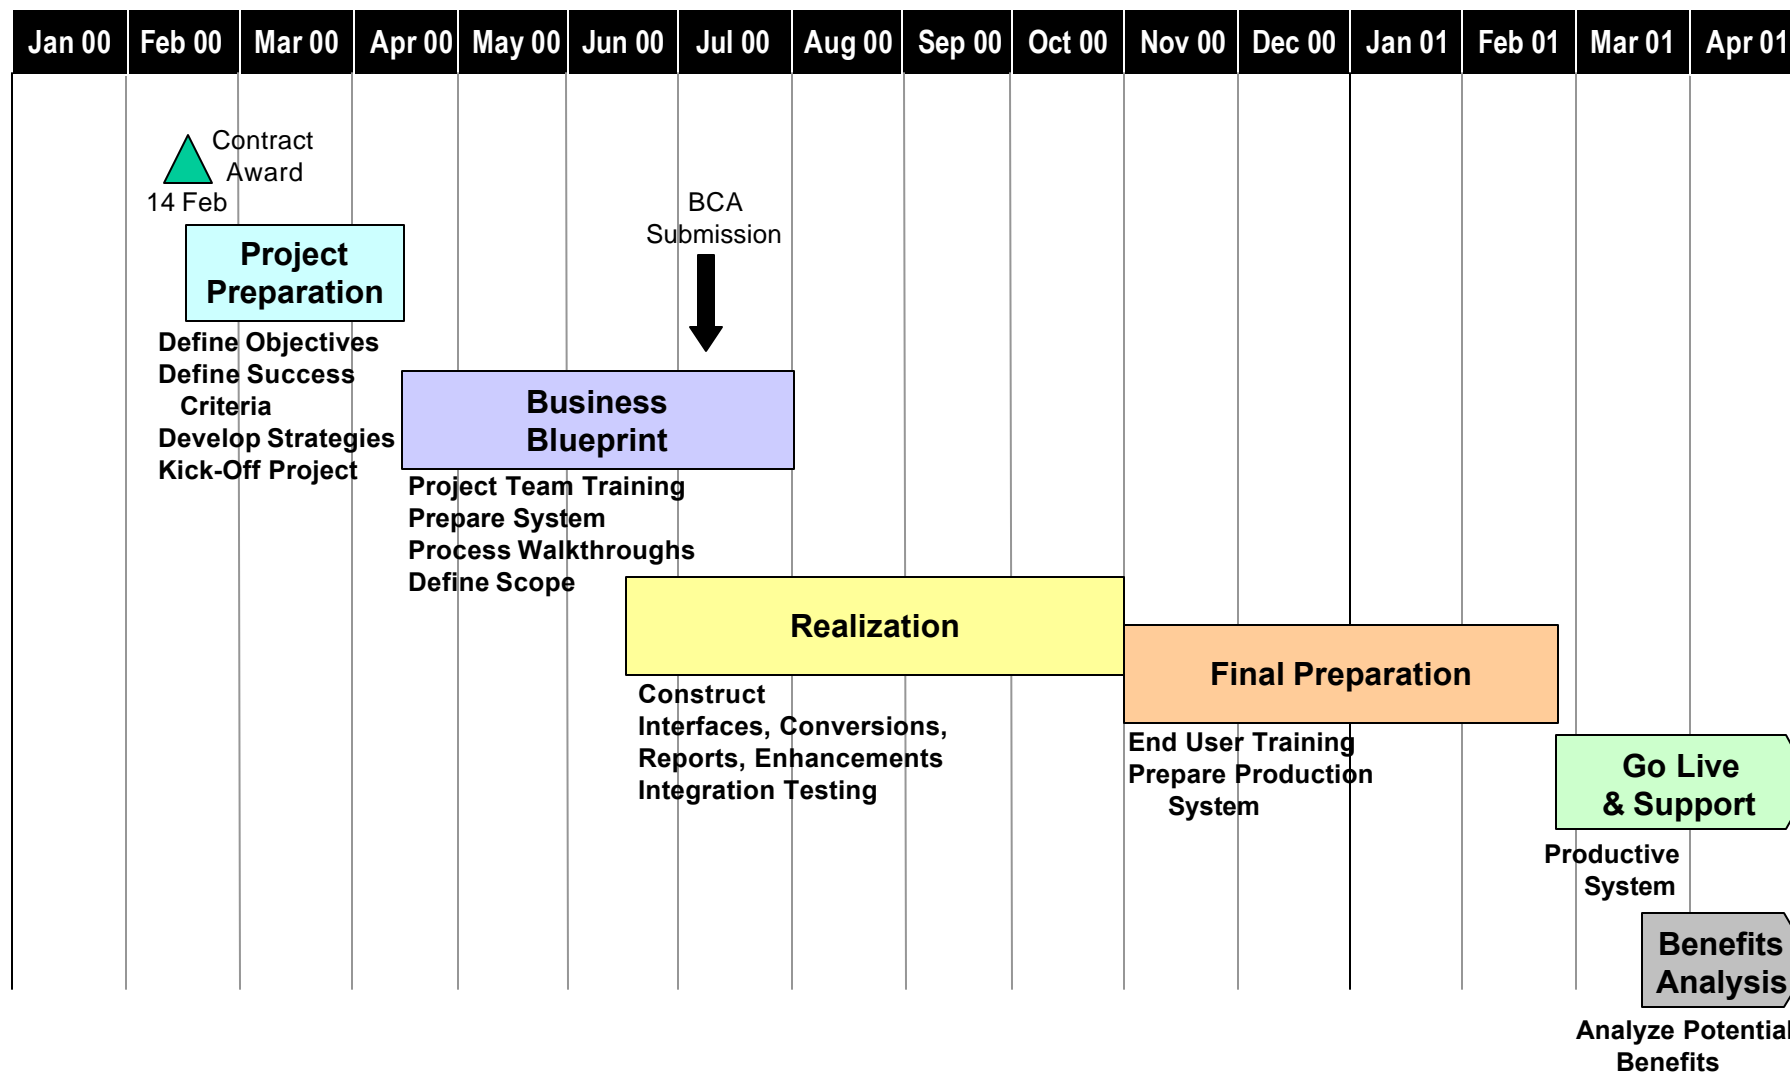 Jan 00 Feb 00 Mar 00 Apr 00 May 00 Jun 00 Jul 00 Aug 00 Sep 00 Oct 00 Nov 00 Dec 00 Jan 01 Feb 01 Mar 01 Apr 01
Contract
Award
14 Feb
BCA
Submission
Project
Preparation
Define Objectives
Define Success
Criteria
Develop Strategies
Kick-Off Project
Business
Blueprint
Project Team Training
Prepare System
Process Walkthroughs
Define Scope
Realization
Construct
Interfaces, Conversions,
Reports, Enhancements
Integration Testing
Final Preparation
End User Training
Prepare Production
System
Go Live
& Support
Productive
System
Benefits
Analysis
Analyze Potential
Benefits